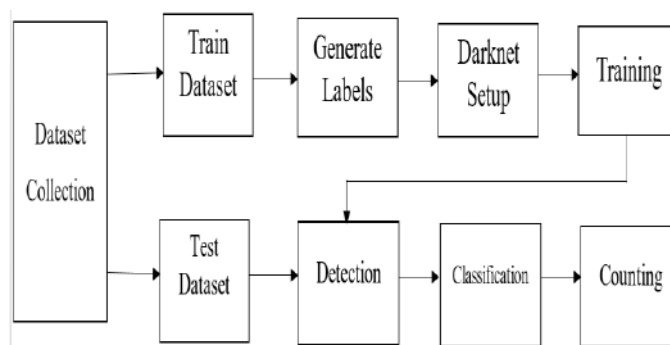 Dataset
Collection
Train
Dataset
Generate
Labels
Darknet
Setup
Training
Test
Dataset
Detection
Classification
Counting